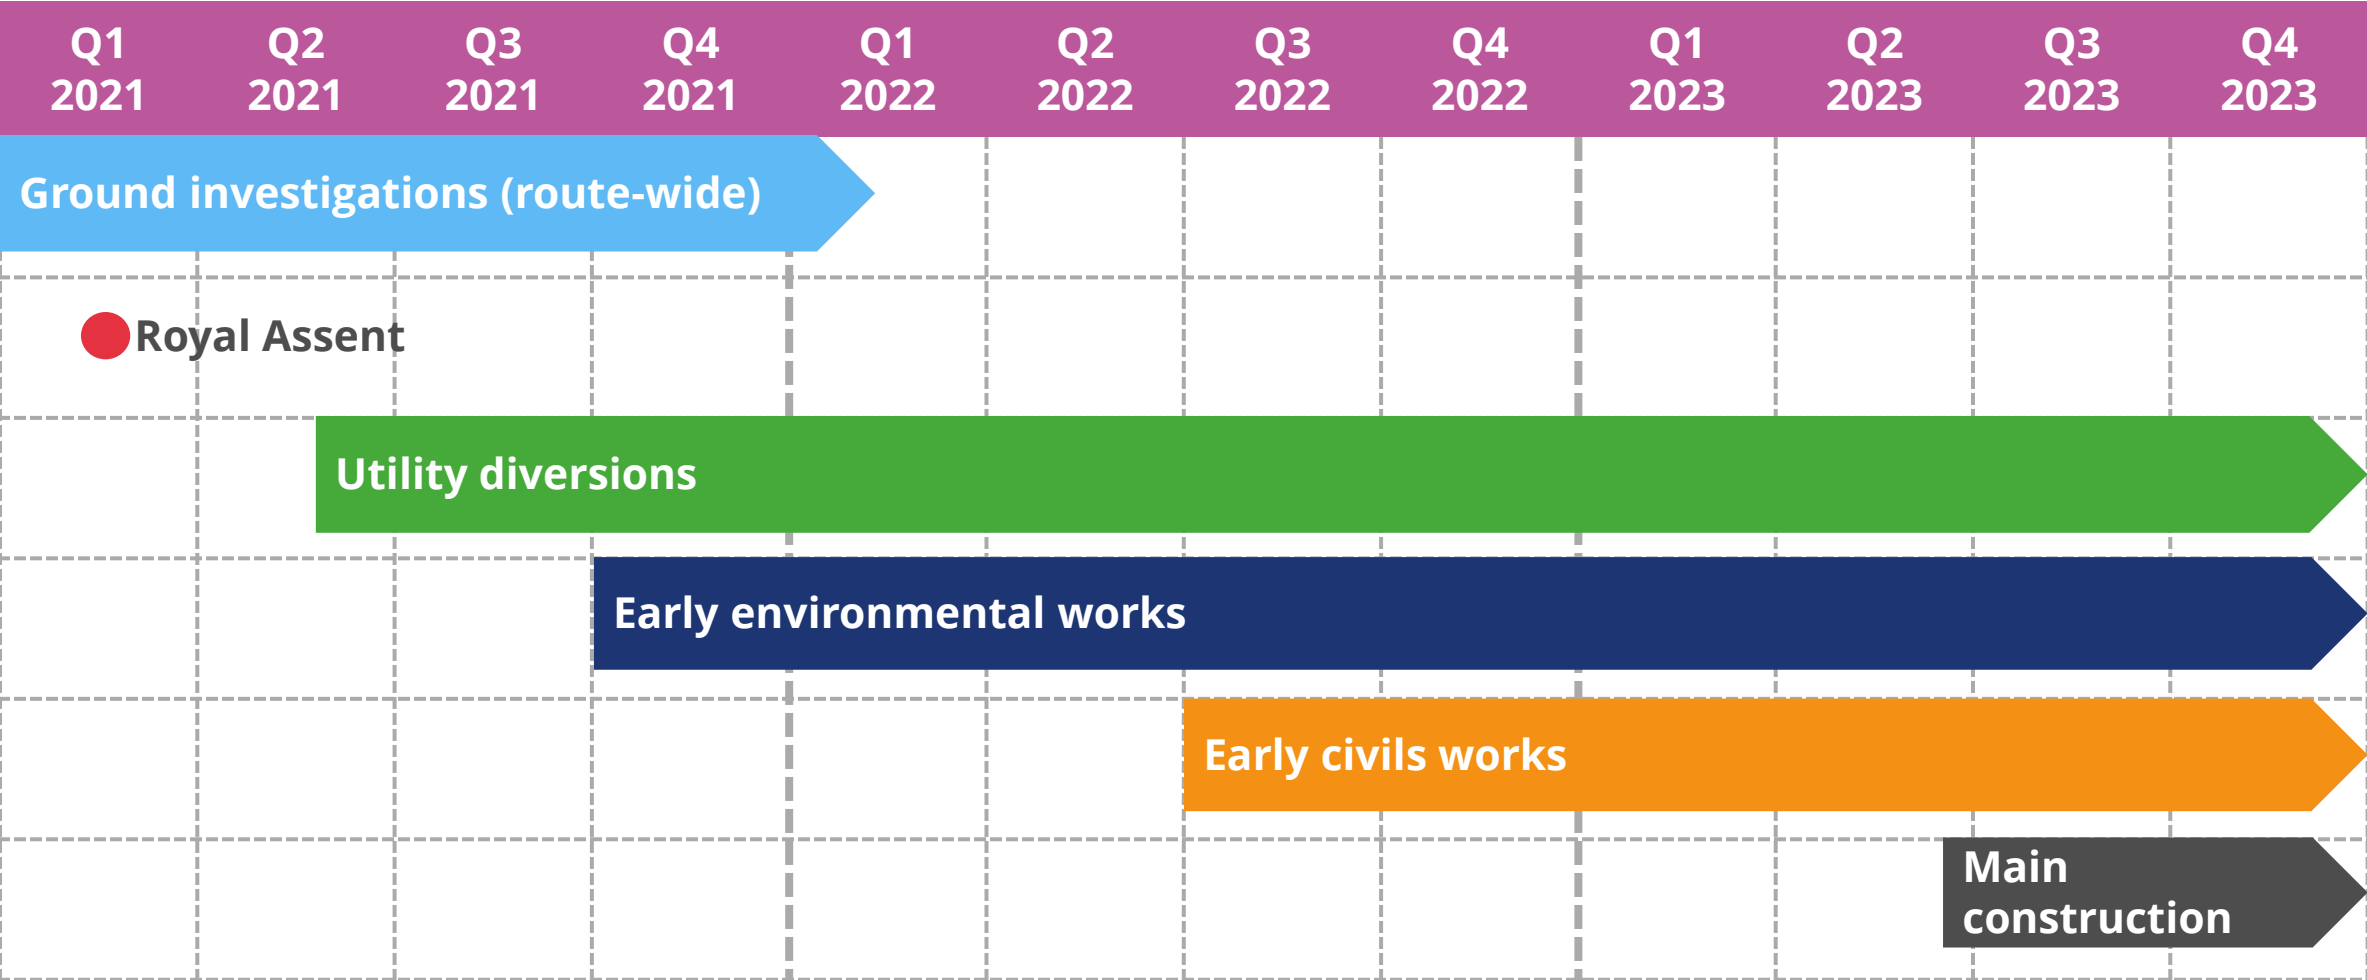 Q1 Q2 Q3 Q4 Q1 Q2 Q3 Q4 Q1 Q2 Q3 Q4
2021 2021 2021 2021 2022 2022 2022 2022 2023 2023 2023 2023
Ground investigations (route-wide)
Royal Assent
Utility diversions
Early environmental works
Early civils works
Main
construction